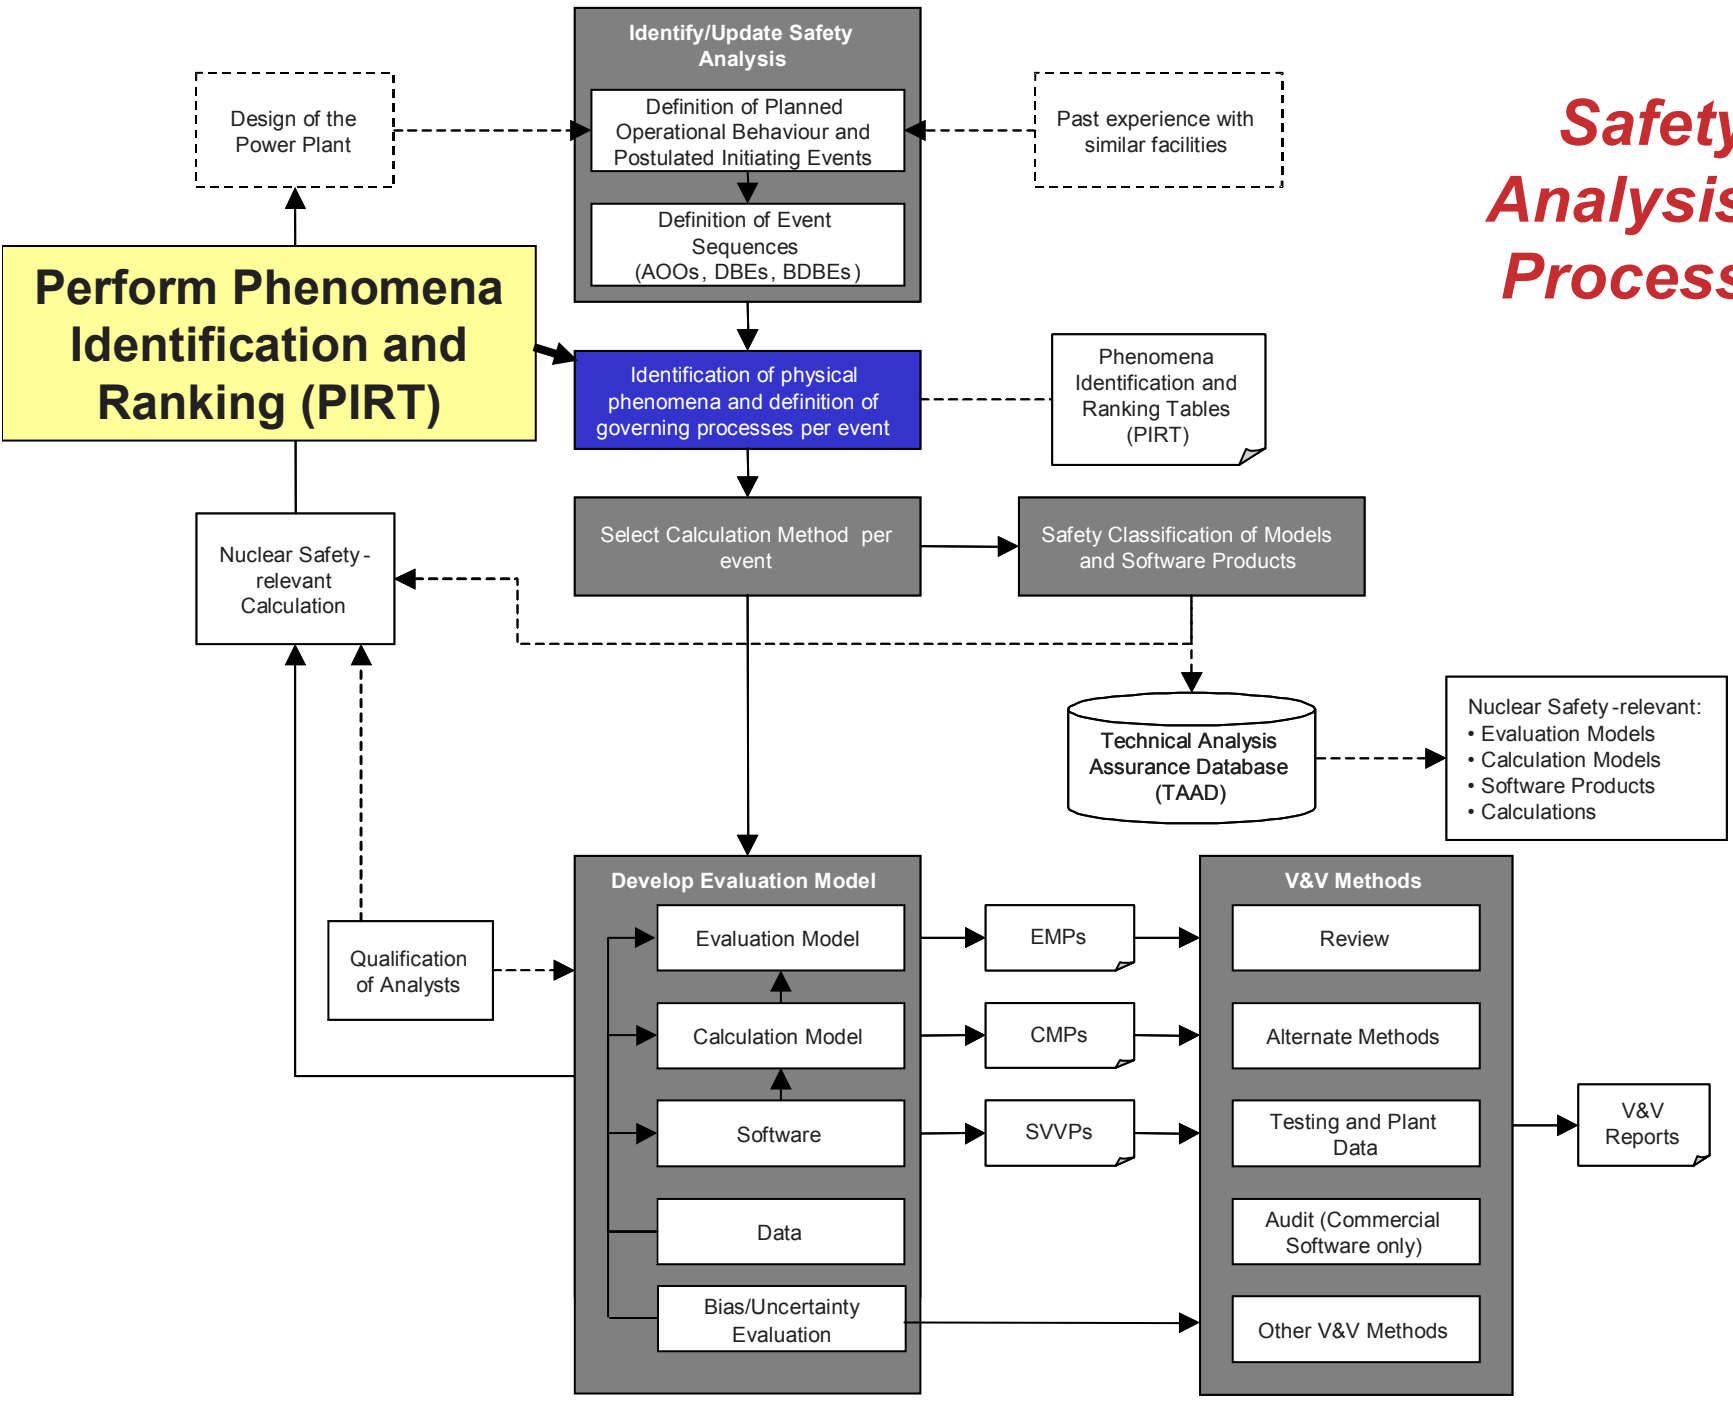 Identify/Update Safety
Analysis
Design of the
Power Plant
Definition of Planned
Operational Behaviour and
Postulated Initiating Events
Past experience with
similar facilities
Safety
Analysis
Process
Definition of Event
Sequences
(AOOs, DBEs, BDBEs)
Perform Phenomena
Identification and
Ranking (PIRT)
Identification of physical
phenomena and definition of
governing processes per event
Phenomena
Identification and
Ranking Tables
(PIRT)
Nuclear Safety-
relevant
Calculation
Select Calculation Method per
event
Safety Classification of Models
and Software Products
Technical Analysis
Assurance Database
(TAAD)
Nuclear Safety-relevant:
• Evaluation Models
• Calculation Models
• Software Products
• Calculations
Develop Evaluation Model
V&V Methods
Qualification
of Analysts
Evaluation Model
EMPs
Review
Calculation Model
CMPs
Alternate Methods
Software
SVVPs
Testing and Plant
Data
V&V
Reports
Data
Audit (Commercial
Software only)
Bias/Uncertainty
Evaluation
Other V&V Methods